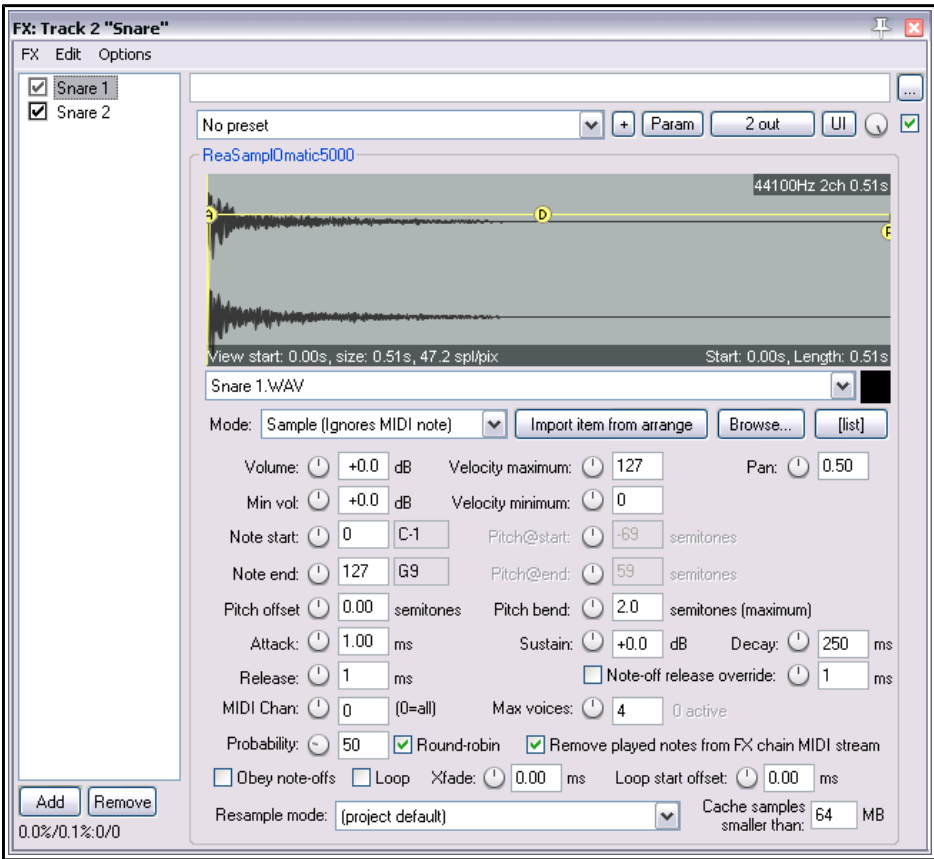 FX: Track 2 "Snare"
FX Edit Options
Snare 1
Snare 2
...
No preset + Param 2 out UI
ReaSamplOmatic5000
44100Hz 2ch 0.51s
A D
View start: 0.00s, size: 0.51s, 47.2 spl/pix Start: 0.00s, Length: 0.51s
Snare 1.WAV
Mode: Sample (Ignores MIDI note) Import item from arrange Browse... [list]
Volume: +0.0 dB Velocity maximum: 127 Pan: 0.50
Min vol: +0.0 dB Velocity minimum: 0
Note start: 0 C-1 Pitch@start: -69 semitones
Note end: 127 G9 Pitch@end: 59 semitones
Pitch offset 0.00 semitones Pitch bend: 2.0 semitones (maximum)
Attack: 1.00 ms Sustain: +0.0 dB Decay: 250 ms
Release: 1 ms Note-off release override: 1 ms
MIDI Chan: 0 (0=all) Max voices: 4 0 active
Probability: 50 Round-robin Remove played notes from FX chain MIDI stream
Obey note-offs Loop Xfade: 0.00 ms Loop start offset: 0.00 ms
Resample mode: (project default) Cache samples smaller than: 64 MB
Add Remove
0.0%/0.1%:0/0